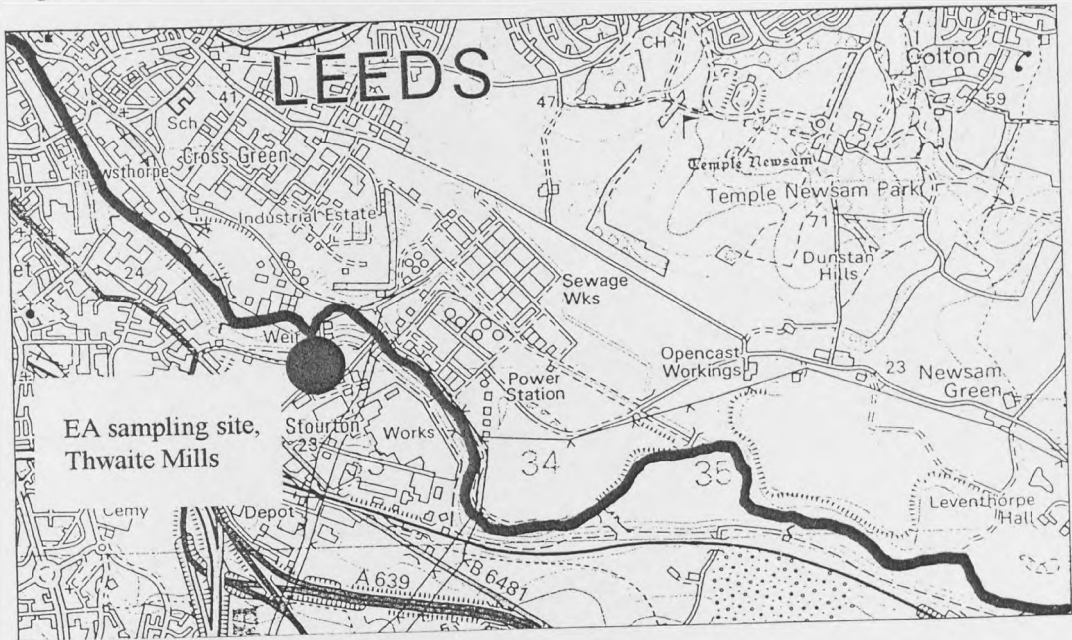 LEEDS
CH
Colton
47
59
41
Sch
Cross Green
Knowsthorpe
Temple Newsam
Temple Newsam Park
Industrial Estate
71
Dunstan
Hills
24
Sewage
Wks
Weir
Opencast
Workings
23
Newsam
Green
Power
Station
EA sampling site,
Thwaite Mills
Stourton
23
Works
34
35
Leventhorpe
Hall
Cemy
Depot
A 639
B 6481